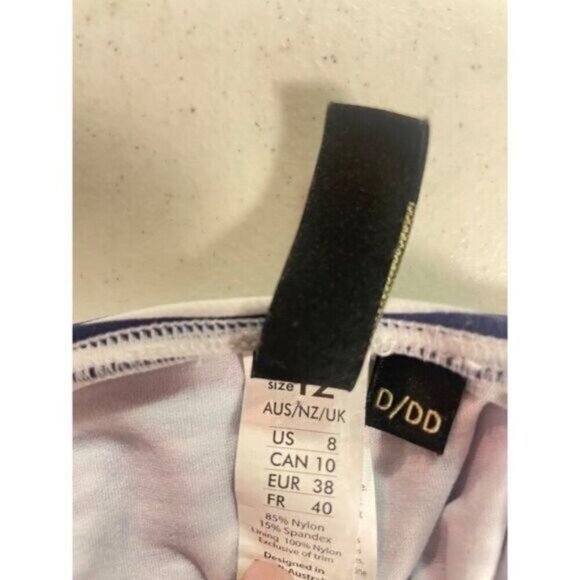 size 12
AUS/NZ/UK
US 8
CAN 10
EUR 38
FR 40
85% Nylon
15% Spandex
Lining 100% Nylon
Exclusive of trim
Designed in
D/DD